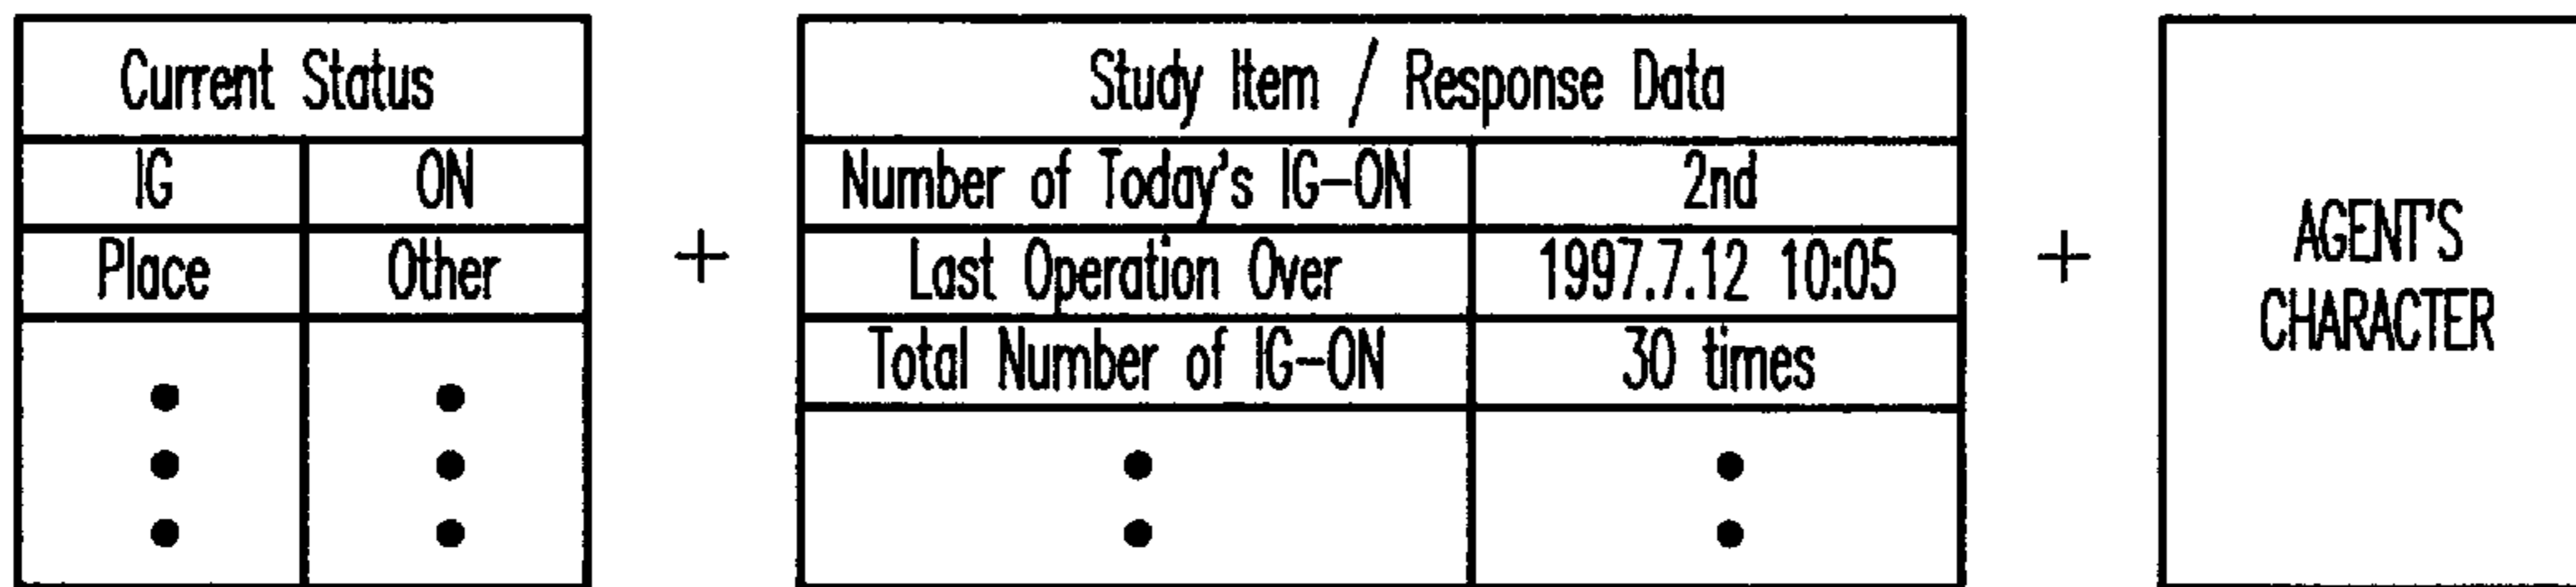 Current Status
IG ON
Place Other
+
Study Item / Response Data
Number of Today's IG-ON 2nd
Last Operation Over 1997.7.12 10:05
Total Number of IG-ON 30 times
+
AGENT'S
CHARACTER